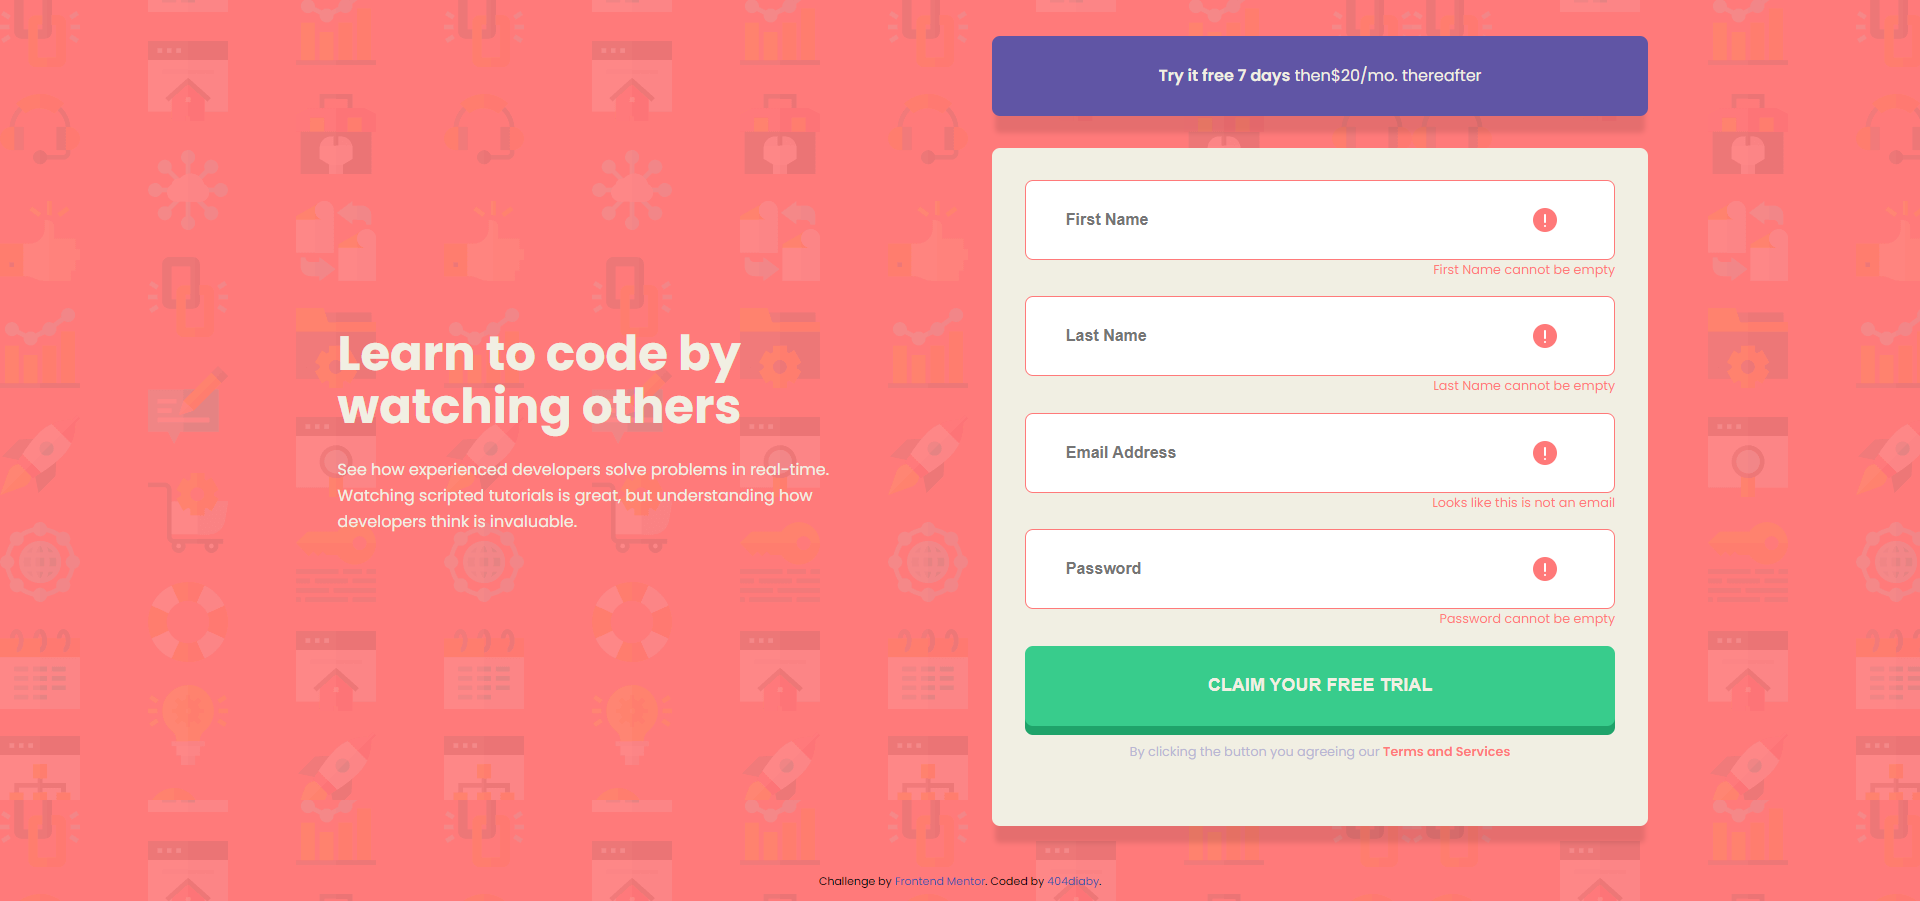 Try it free 7 days then$20/mo. thereafter
Learn to code by
watching others
See how experienced developers solve problems in real-time.
Watching scripted tutorials is great, but understanding how
developers think is invaluable.
First Name
First Name cannot be empty
Last Name
Last Name cannot be empty
Email Address
Looks like this is not an email
Password
Password cannot be empty
CLAIM YOUR FREE TRIAL
By clicking the button you agreeing our Terms and Services
Challenge by Frontend Mentor. Coded by 404diaby.